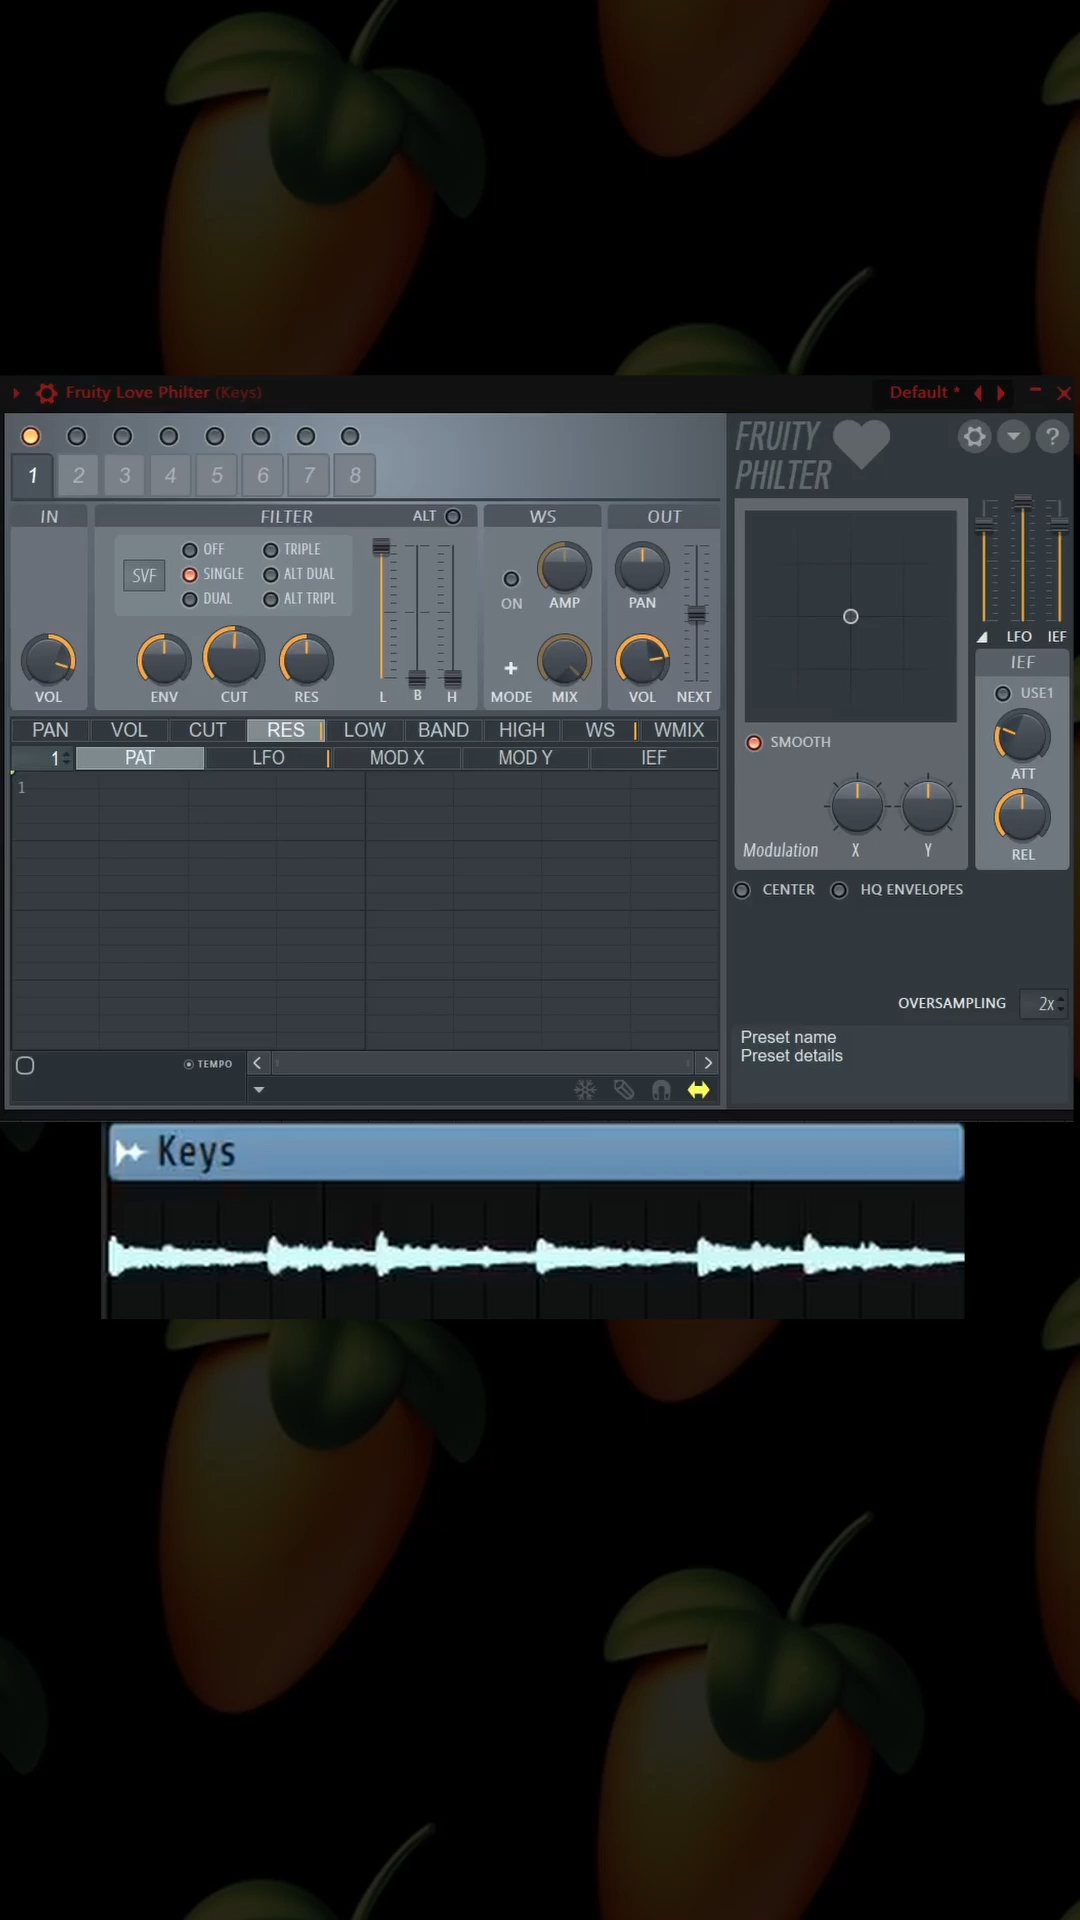 Fruity Love Philter (Keys)
Default *
1 2 3 4 5 6 7 8
FRUITY
PHILTER
?
IN
FILTER
ALT
WS
OUT
SVF
OFF
SINGLE
DUAL
TRIPLE
ALT DUAL
ALT TRIPL
ON
AMP
PAN
VOL
ENV
CUT
RES
L
B
H
MODE
MIX
VOL
NEXT
LFO
IEF
IEF
USE1
ATT
REL
SMOOTH
Modulation
X
Y
PAN VOL CUT RES LOW BAND HIGH WS WMIX
1 PAT LFO MOD X MOD Y IEF
1
CENTER
HQ ENVELOPES
OVERSAMPLING 2x
Preset name
Preset details
TEMPO
Keys